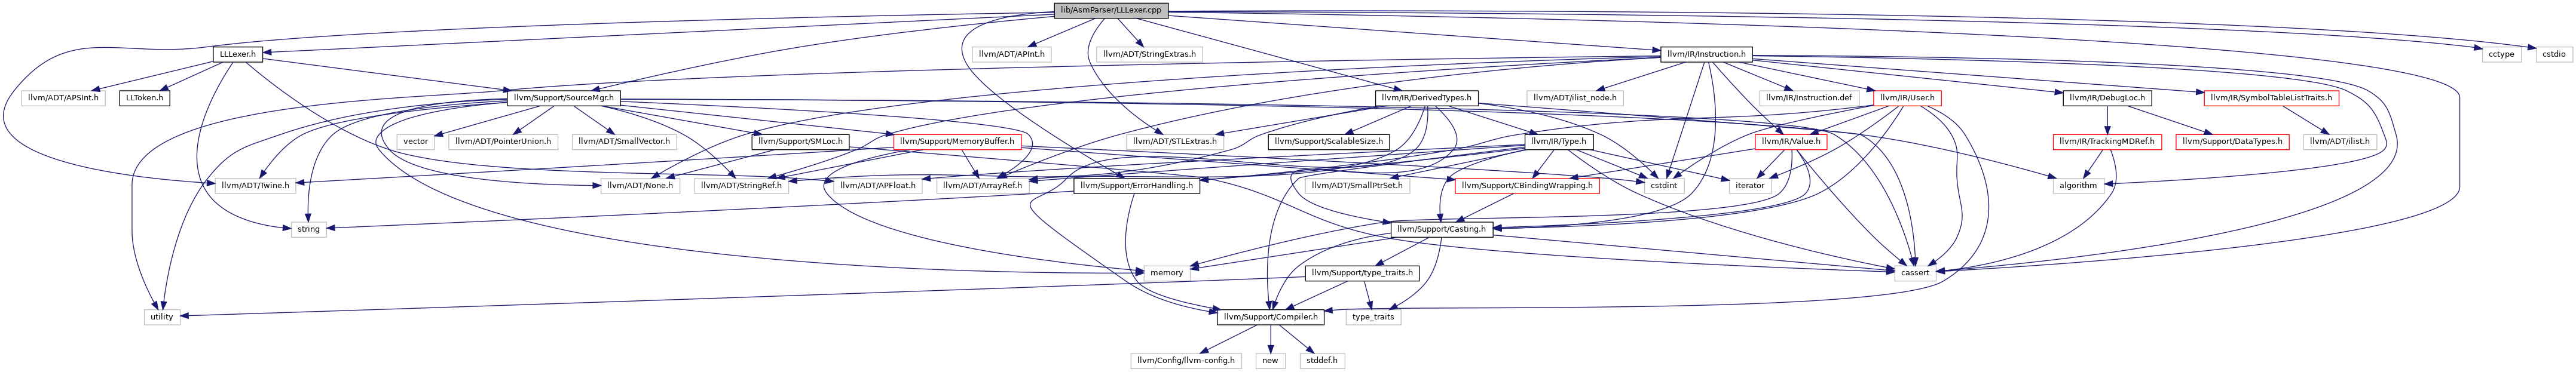 lib/AsmParser/LLLexer.cpp
LLLexer.h
llvm/ADT/APInt.h
llvm/ADT/StringExtras.h
llvm/IR/Instruction.h
cctype
cstdio
llvm/ADT/APSInt.h
LLToken.h
llvm/Support/SourceMgr.h
llvm/IR/DerivedTypes.h
llvm/ADT/ilist_node.h
llvm/IR/Instruction.def
llvm/IR/User.h
llvm/IR/DebugLoc.h
llvm/IR/SymbolTableListTraits.h
vector
llvm/ADT/PointerUnion.h
llvm/ADT/SmallVector.h
llvm/Support/SMLoc.h
llvm/Support/MemoryBuffer.h
llvm/ADT/STLExtras.h
llvm/Support/ScalableSize.h
llvm/IR/Type.h
llvm/IR/Value.h
llvm/IR/TrackingMDRef.h
llvm/Support/DataTypes.h
llvm/ADT/ilist.h
llvm/ADT/Twine.h
llvm/ADT/None.h
llvm/ADT/StringRef.h
llvm/ADT/APFloat.h
llvm/ADT/ArrayRef.h
llvm/Support/ErrorHandling.h
llvm/ADT/SmallPtrSet.h
llvm/Support/CBindingWrapping.h
cstdint
iterator
algorithm
string
llvm/Support/Casting.h
memory
llvm/Support/type_traits.h
cassert
utility
llvm/Support/Compiler.h
type_traits
llvm/Config/llvm-config.h
new
stddef.h